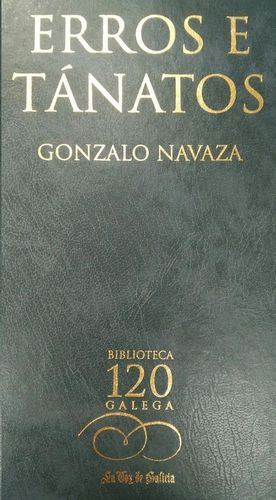 ERROS E
TÁNATOS
GONZALO NAVAZA
BIBLIOTECA
120
GALEGA
La Voz de Galicia